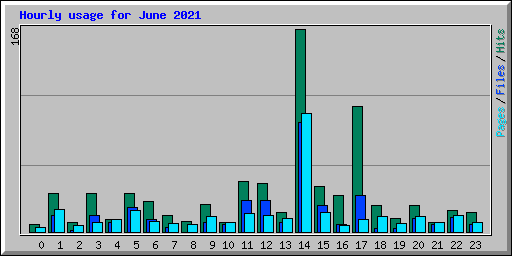 Hourly usage for June 2021
168
Pages/Files/Hits
0 1 2 3 4 5 6 7 8 9 10 11 12 13 14 15 16 17 18 19 20 21 22 23